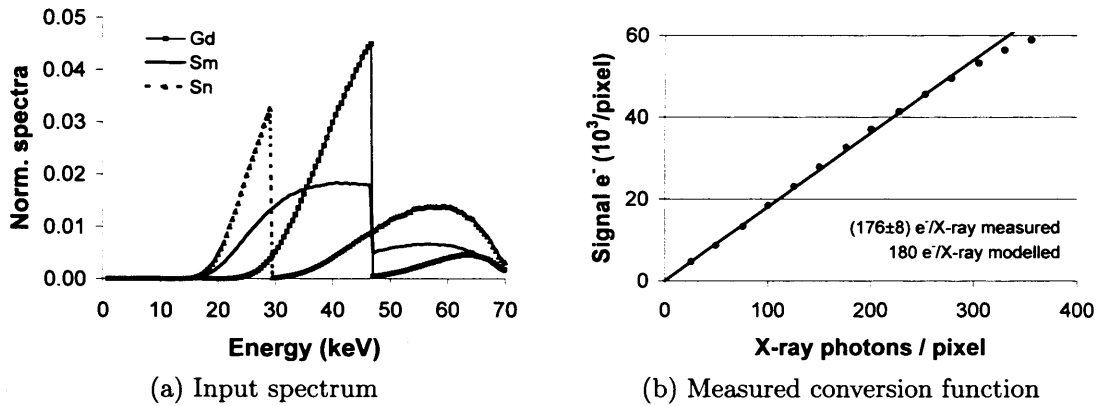 0.05
0.04
0.03
0.02
0.01
0.00
Norm. spectra
Gd
Sm
Sn
0 10 20 30 40 50 60 70
Energy (keV)
(a) Input spectrum
60
40
20
0
Signal e⁻ (10³/pixel)
(176±8) e⁻/X-ray measured
180 e⁻/X-ray modelled
0 100 200 300 400
X-ray photons / pixel
(b) Measured conversion function